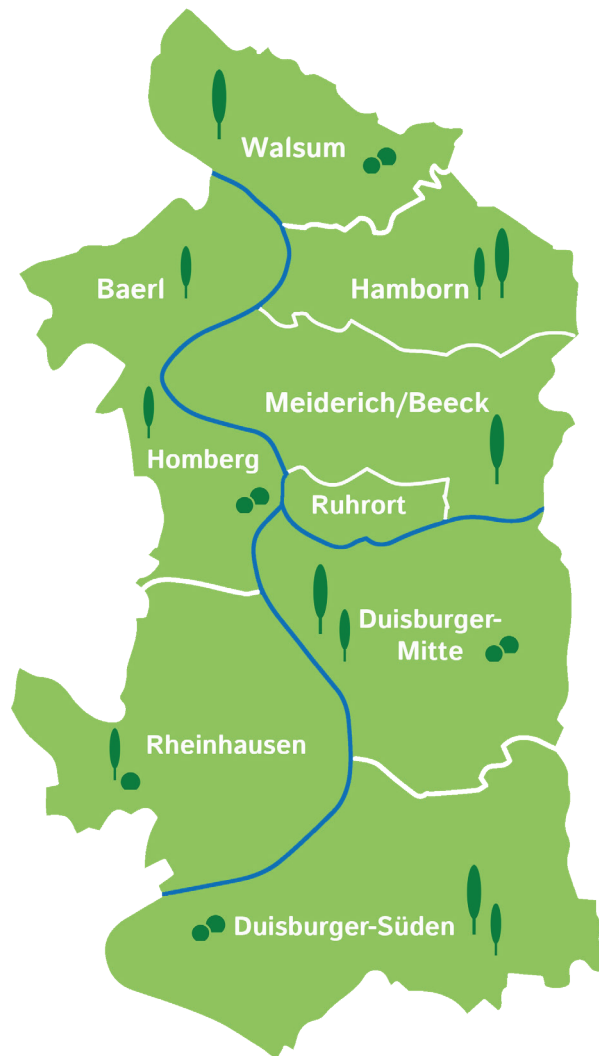 Walsum
Baerl
Hamborn
Meiderich/Beeck
Homberg
Ruhrort
Duisburger-
Mitte
Rheinhausen
Duisburger-Süden